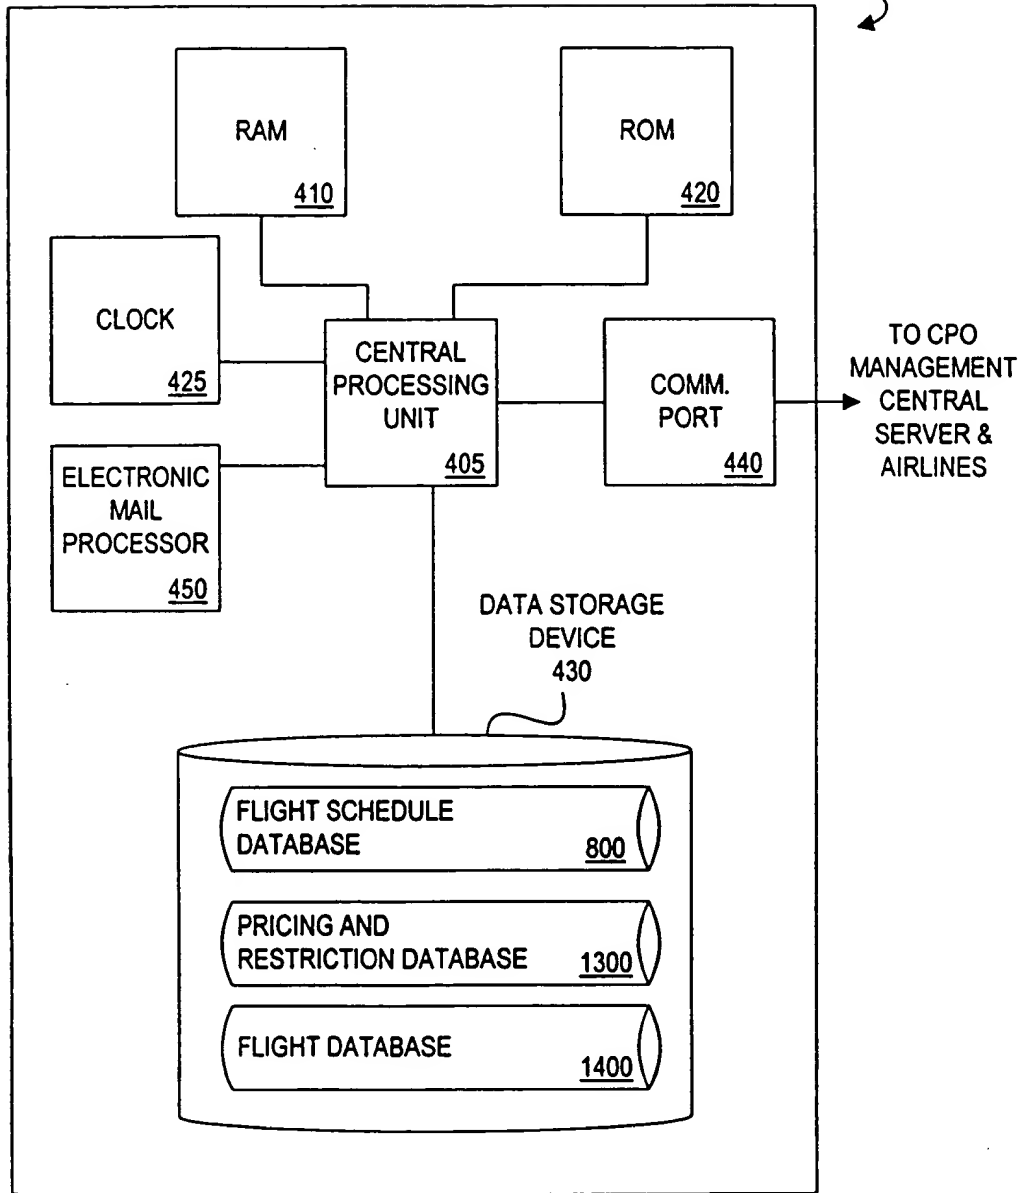 RAM
410
ROM
420
CLOCK
425
CENTRAL
PROCESSING
UNIT
405
COMM.
PORT
440
TO CPO
MANAGEMENT
CENTRAL
SERVER &
AIRLINES
ELECTRONIC
MAIL
PROCESSOR
450
DATA STORAGE
DEVICE
430
FLIGHT SCHEDULE
DATABASE
800
PRICING AND
RESTRICTION DATABASE
1300
FLIGHT DATABASE
1400